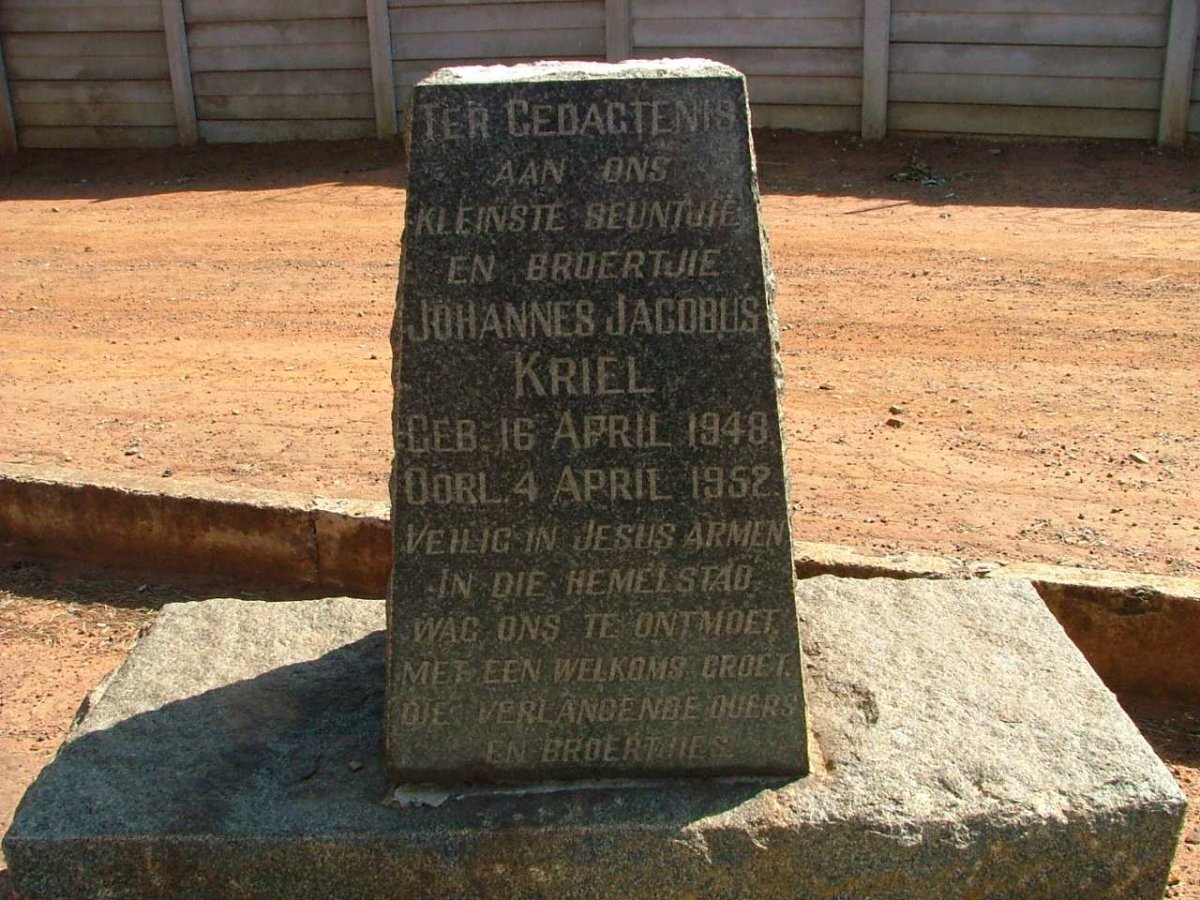 TER GEDACTENIS
AAN ONS
KLEINSTE SEUNTJIE
EN BROERTJIE
JOHANNES JACOBUS
KRIEL
GEB. 16 APRIL 1948
OORL. 4 APRIL 1952
VEILIG IN JESUS ARMEN
IN DIE HEMELSTAD,
WAG ONS TE ONTMOET,
MET EEN WELKOMS GROET.
DIE VERLANGENDE OUERS
EN BROERTJIES.